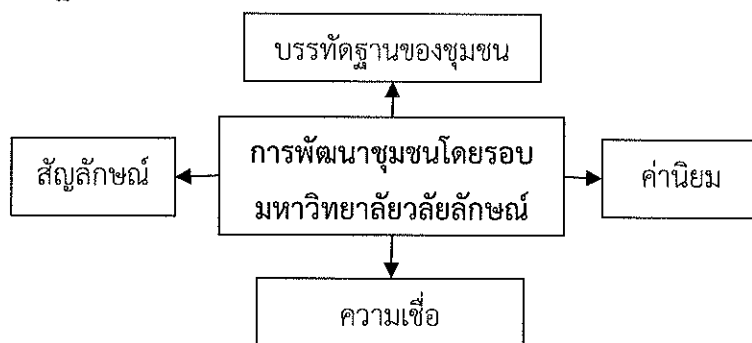 บรรทัดฐานของชุมชน
สัญลักษณ์
การพัฒนาชุมชนโดยรอบ
มหาวิทยาลัยวลัยลักษณ์
ค่านิยม
ความเชื่อ